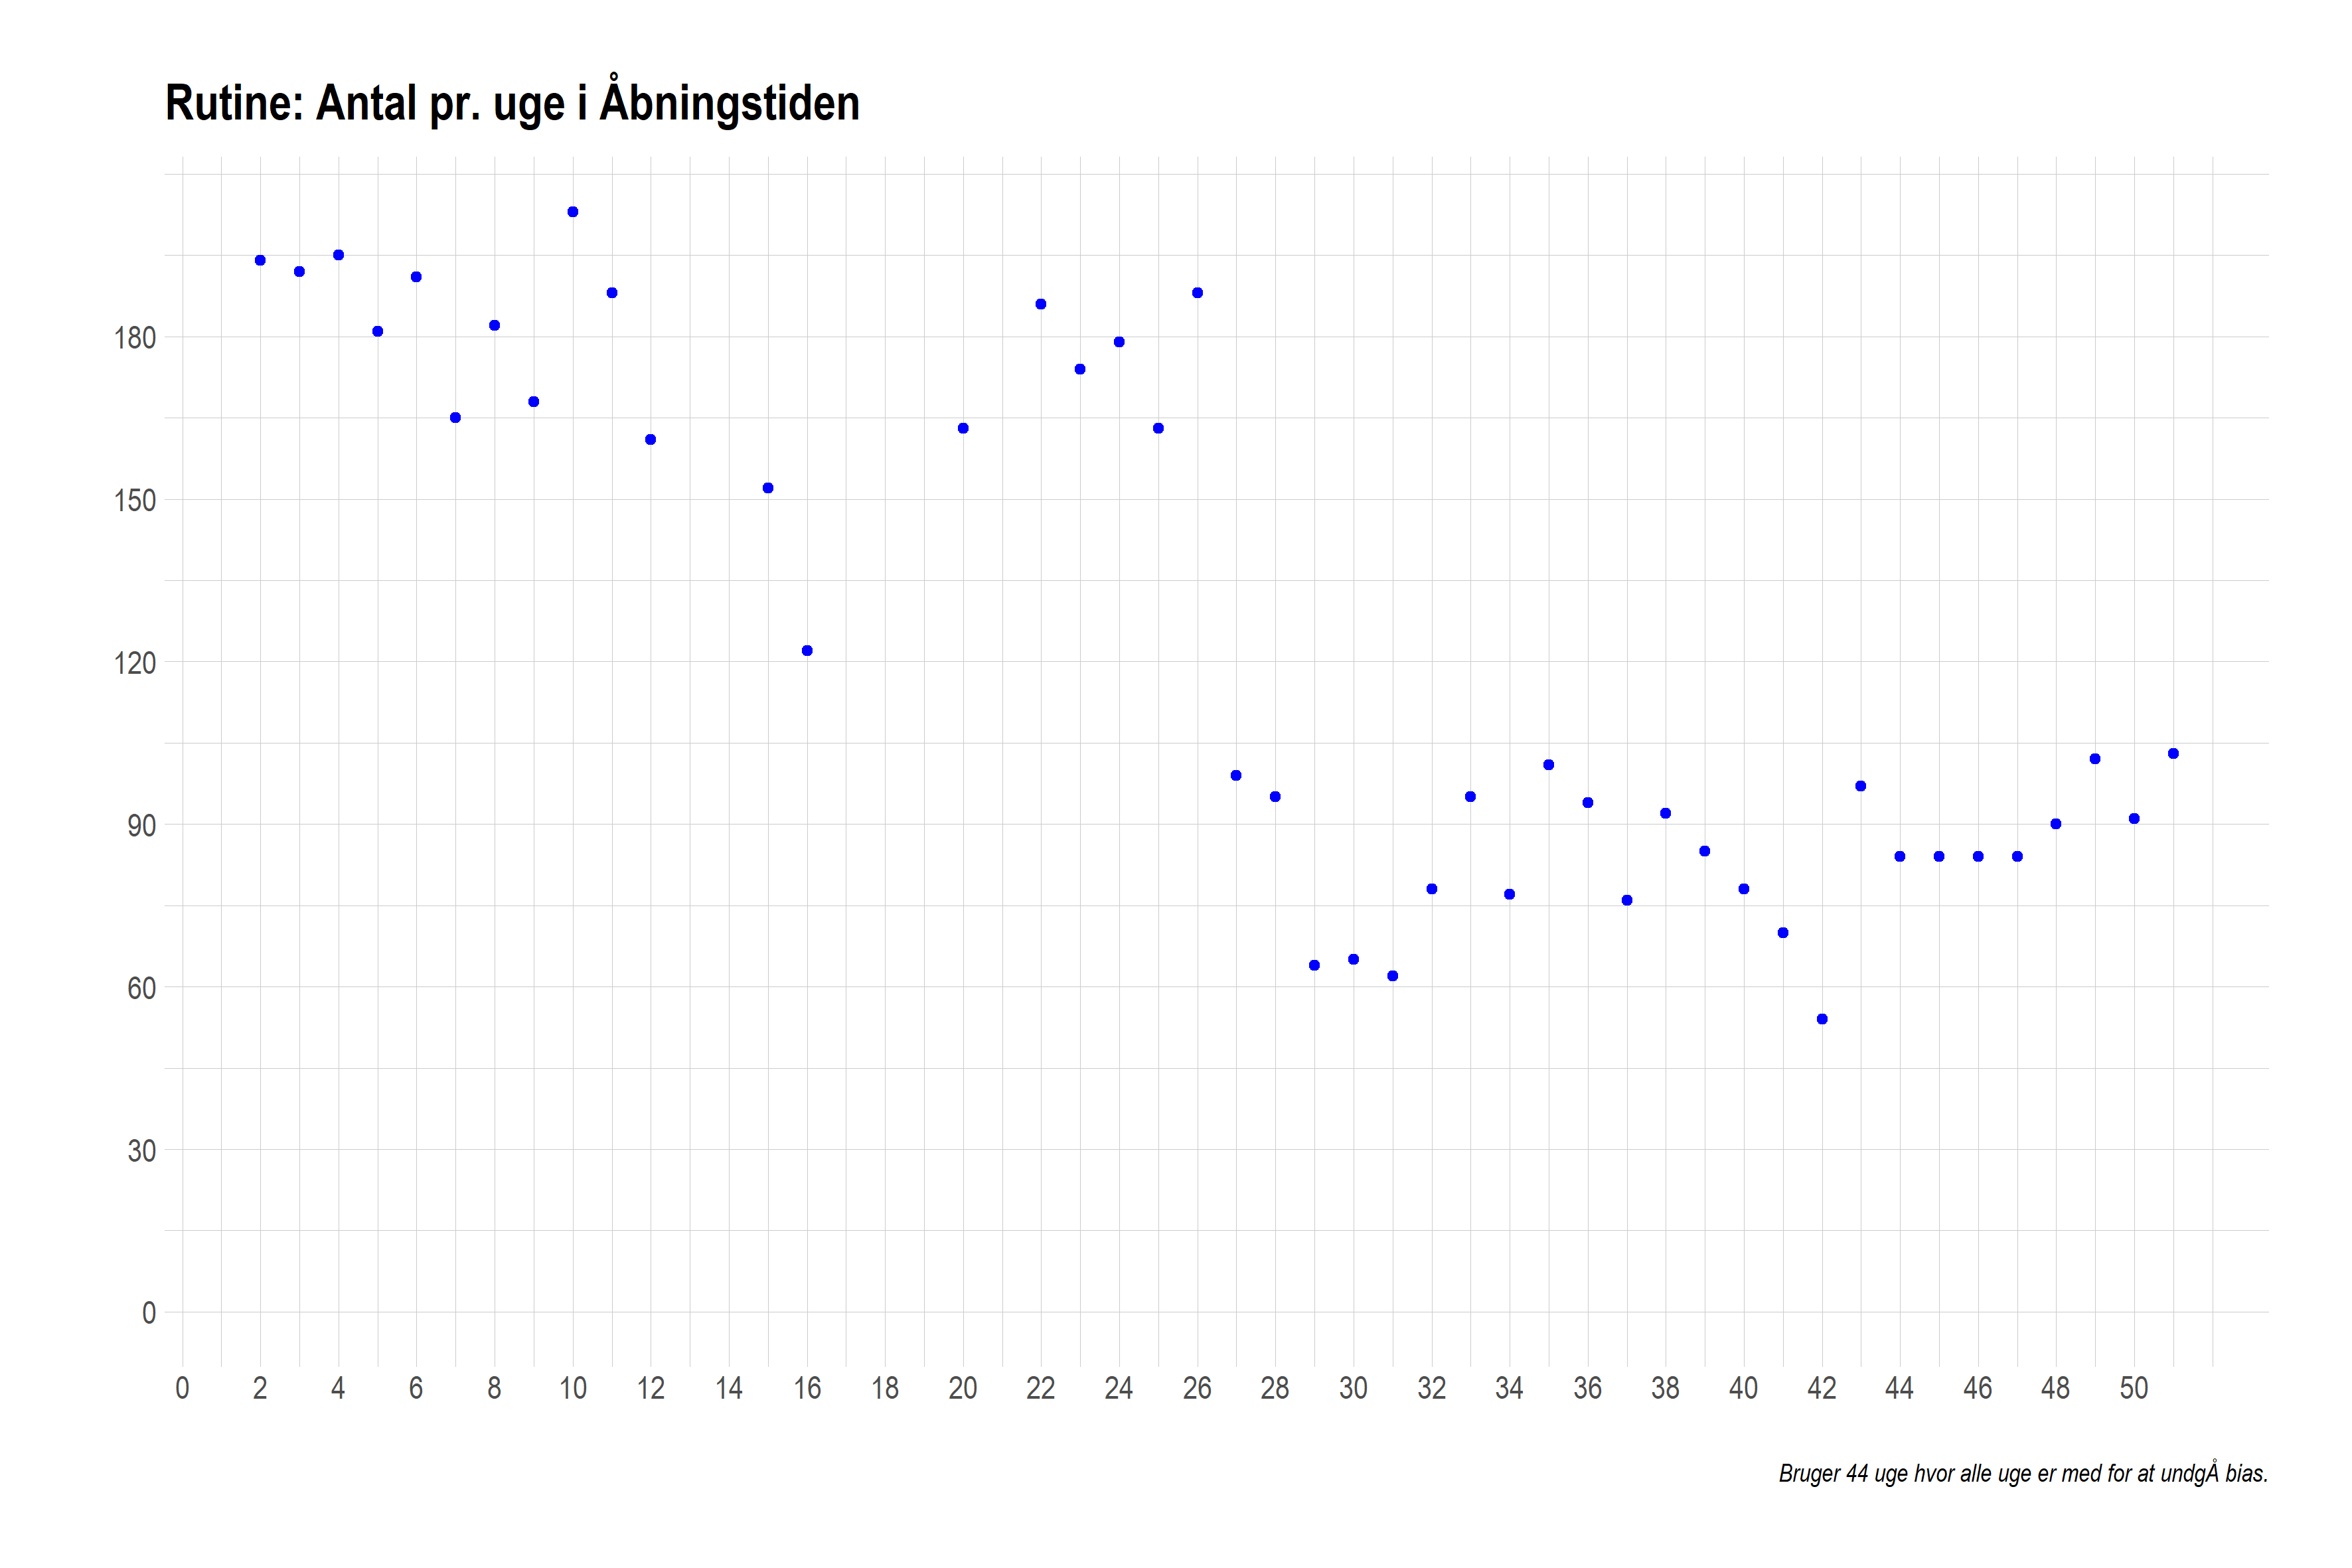 Rutine: Antal pr. uge i Åbningstiden
180
150
120
90
60
30
0
0 2 4 6 8 10 12 14 16 18 20 22 24 26 28 30 32 34 36 38 40 42 44 46 48 50
Bruger 44 uge hvor alle uge er med for at undgÅ bias.